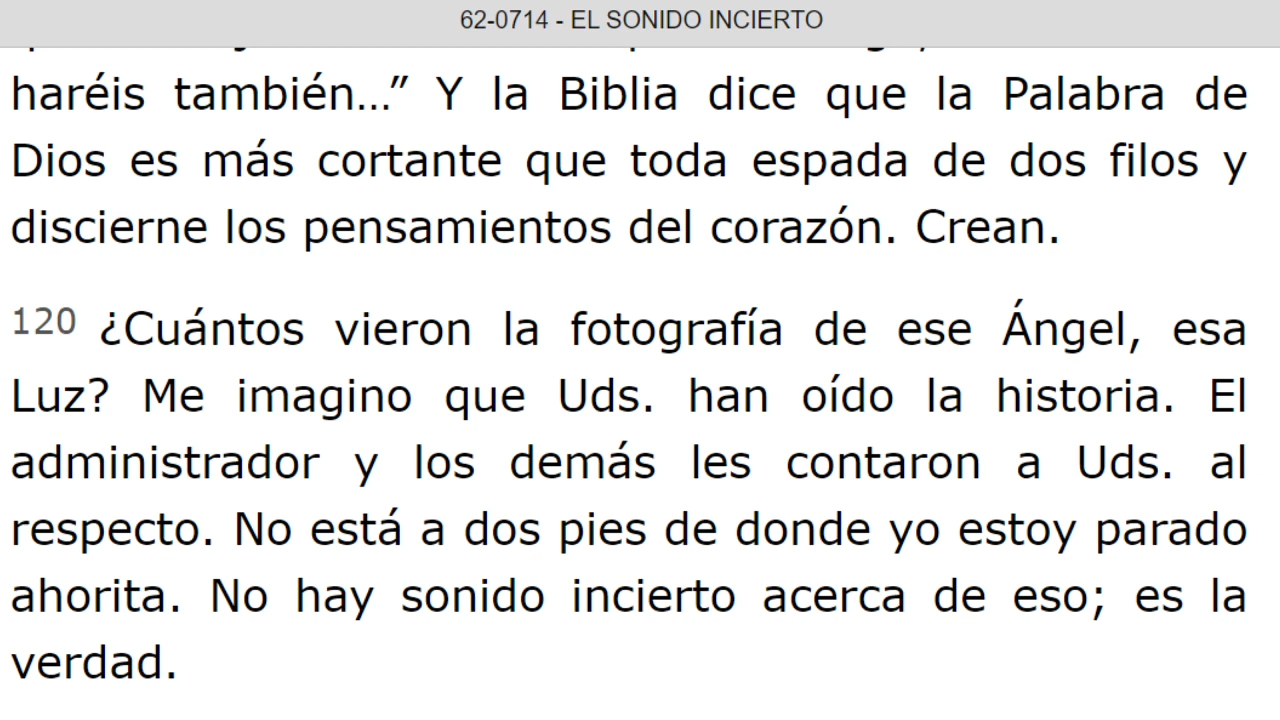 62-0714 - EL SONIDO INCIERTO
haréis también…” Y la Biblia dice que la Palabra de
Dios es más cortante que toda espada de dos filos y
discierne los pensamientos del corazón. Crean.
120 ¿Cuántos vieron la fotografía de ese Ángel, esa
Luz? Me imagino que Uds. han oído la historia. El
administrador y los demás les contaron a Uds. al
respecto. No está a dos pies de donde yo estoy parado
ahorita. No hay sonido incierto acerca de eso; es la
verdad.